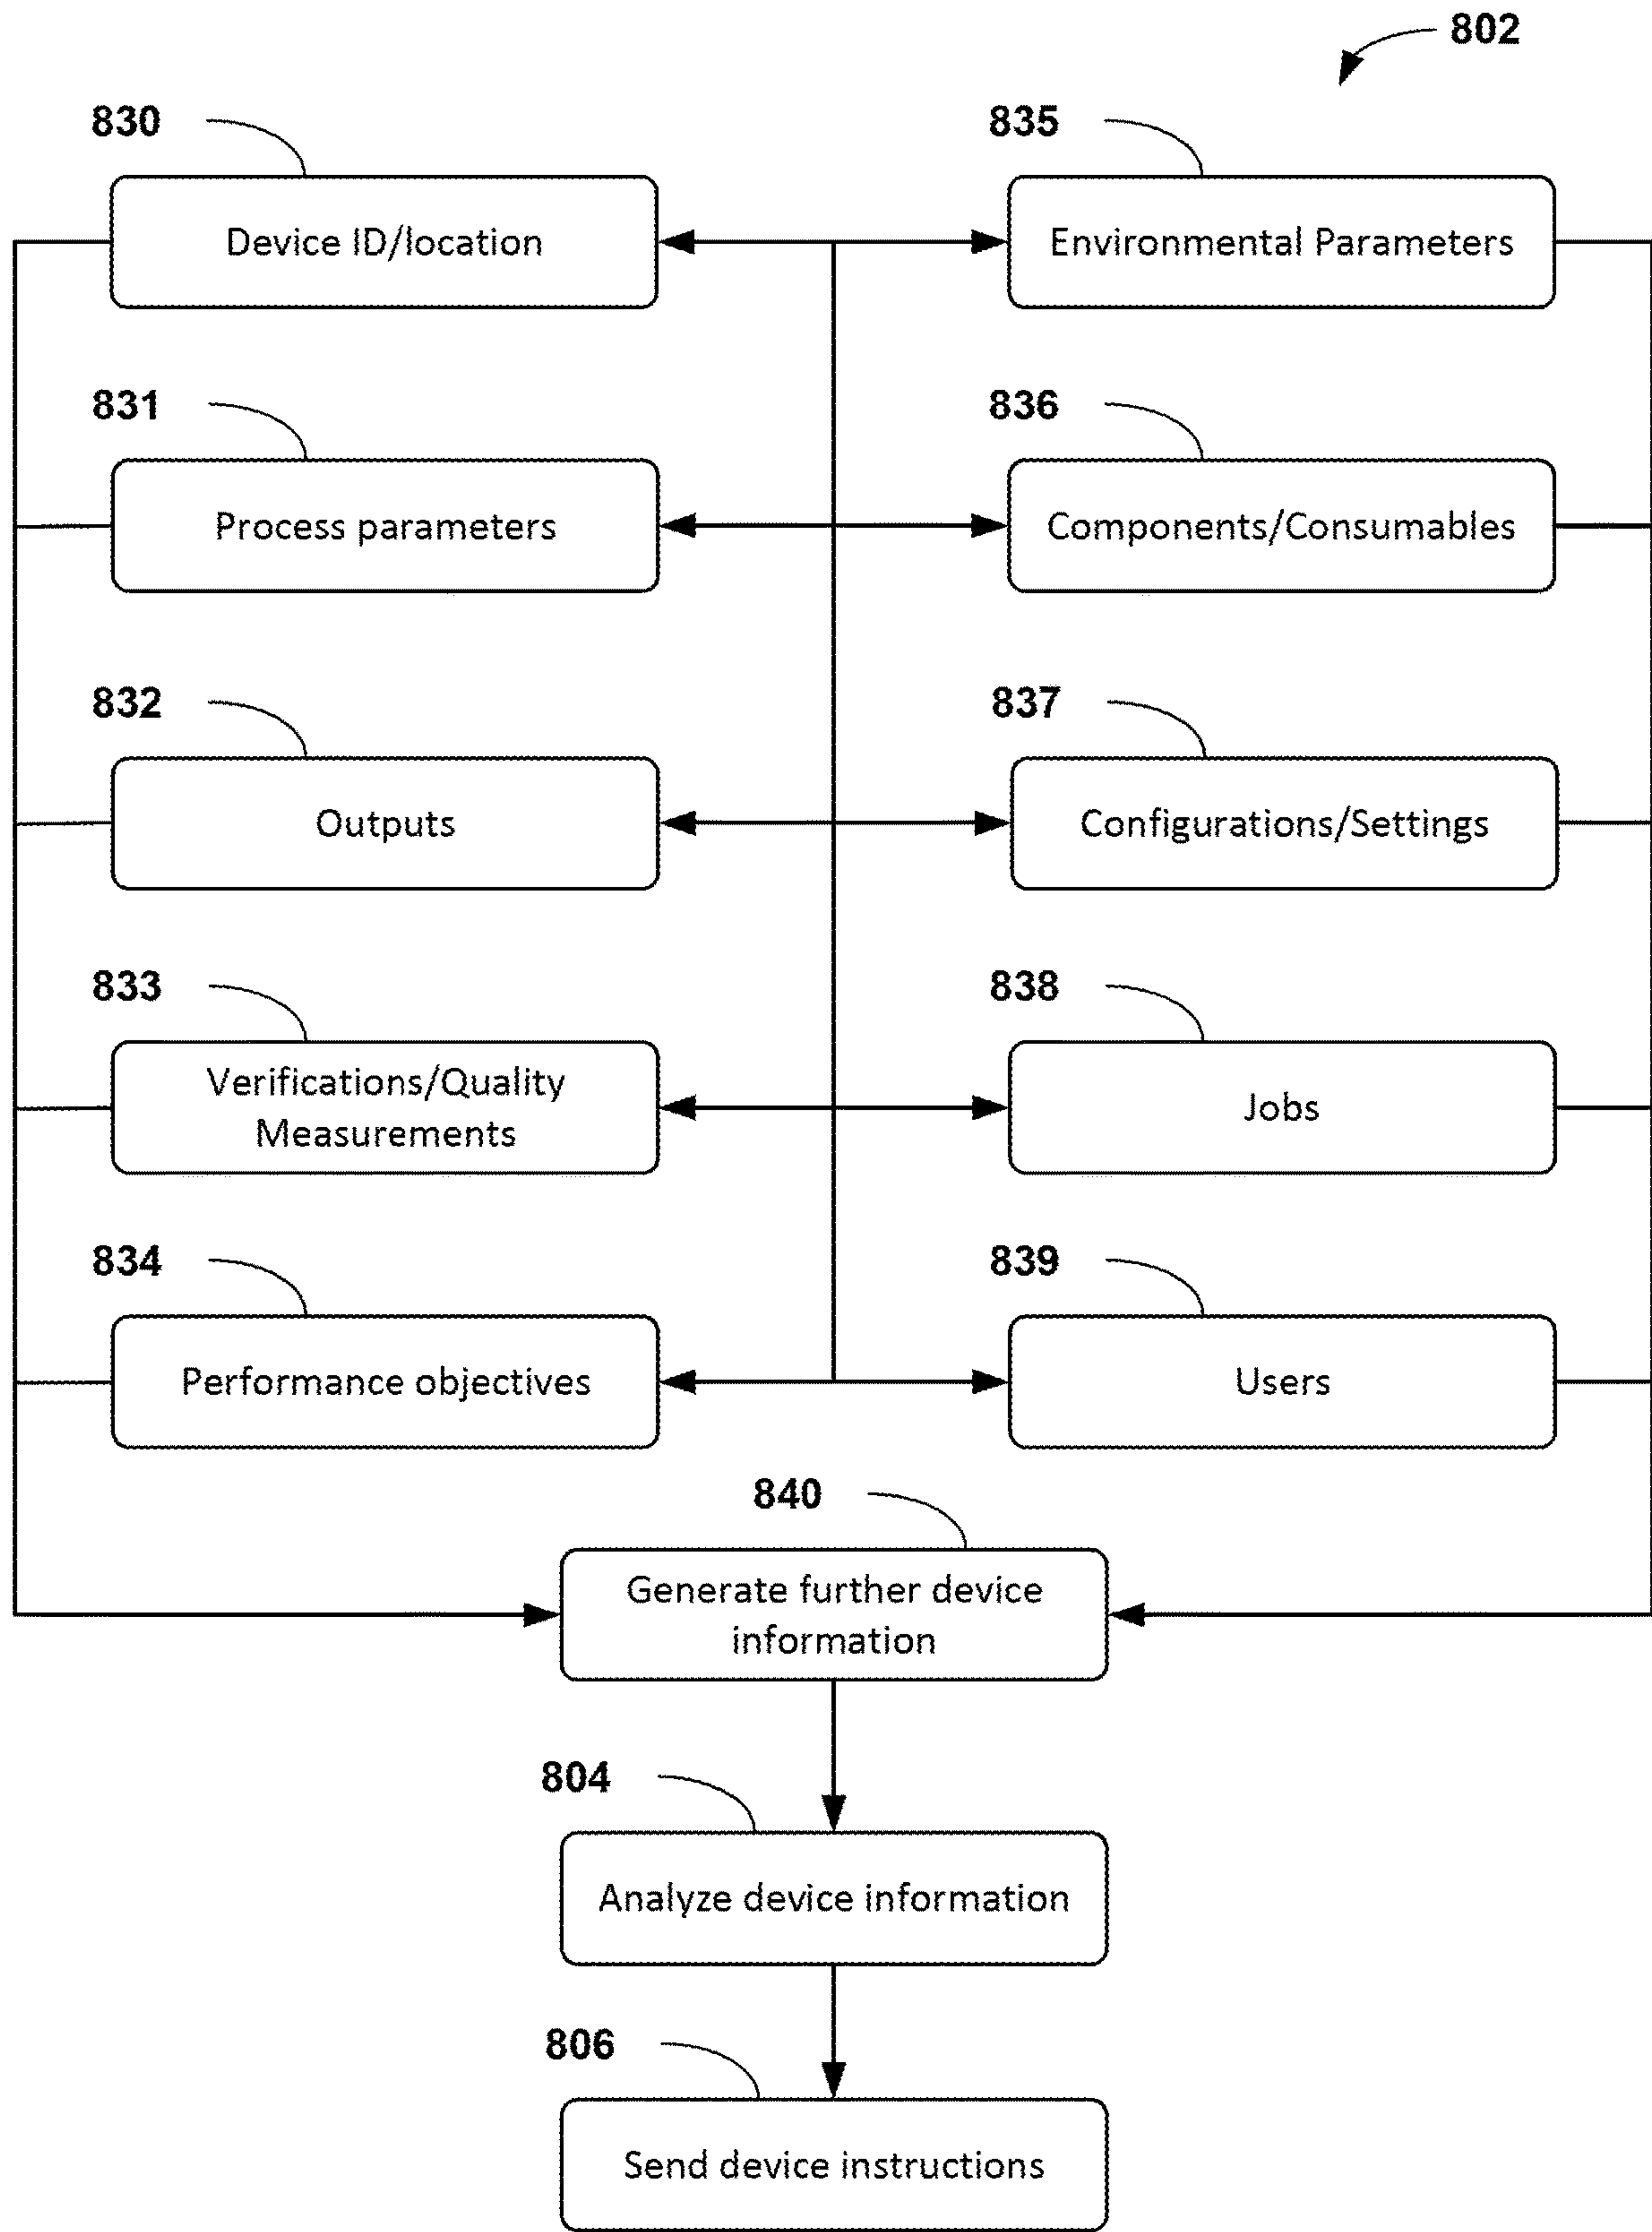 802
830
835
Device ID/location
Environmental Parameters
831
836
Process parameters
Components/Consumables
832
837
Outputs
Configurations/Settings
833
838
Verifications/Quality
Measurements
Jobs
834
839
Performance objectives
Users
840
Generate further device
information
804
Analyze device information
806
Send device instructions